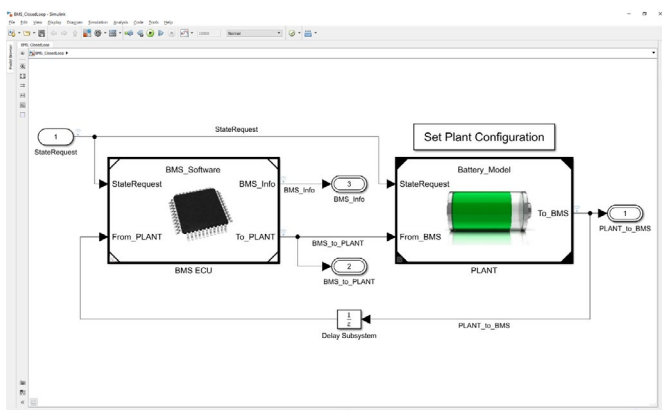 BMS_ClosedLoop - Simulink
File Edit View Display Diagram Simulation Analysis Code Tools Help
Normal
BMS_ClosedLoop
BMS_ClosedLoop
Model Browser
StateRequest
Set Plant Configuration
1
StateRequest
BMS_Software
Battery_Model
StateRequest
BMS_Info
BMS_Info
3
BMS_Info
StateRequest
To_BMS
1
PLANT_to_BMS
From_PLANT
To_PLANT
BMS_to_PLANT
From_BMS
BMS ECU
2
BMS_to_PLANT
PLANT
1
z
Delay Subsystem
PLANT_to_BMS